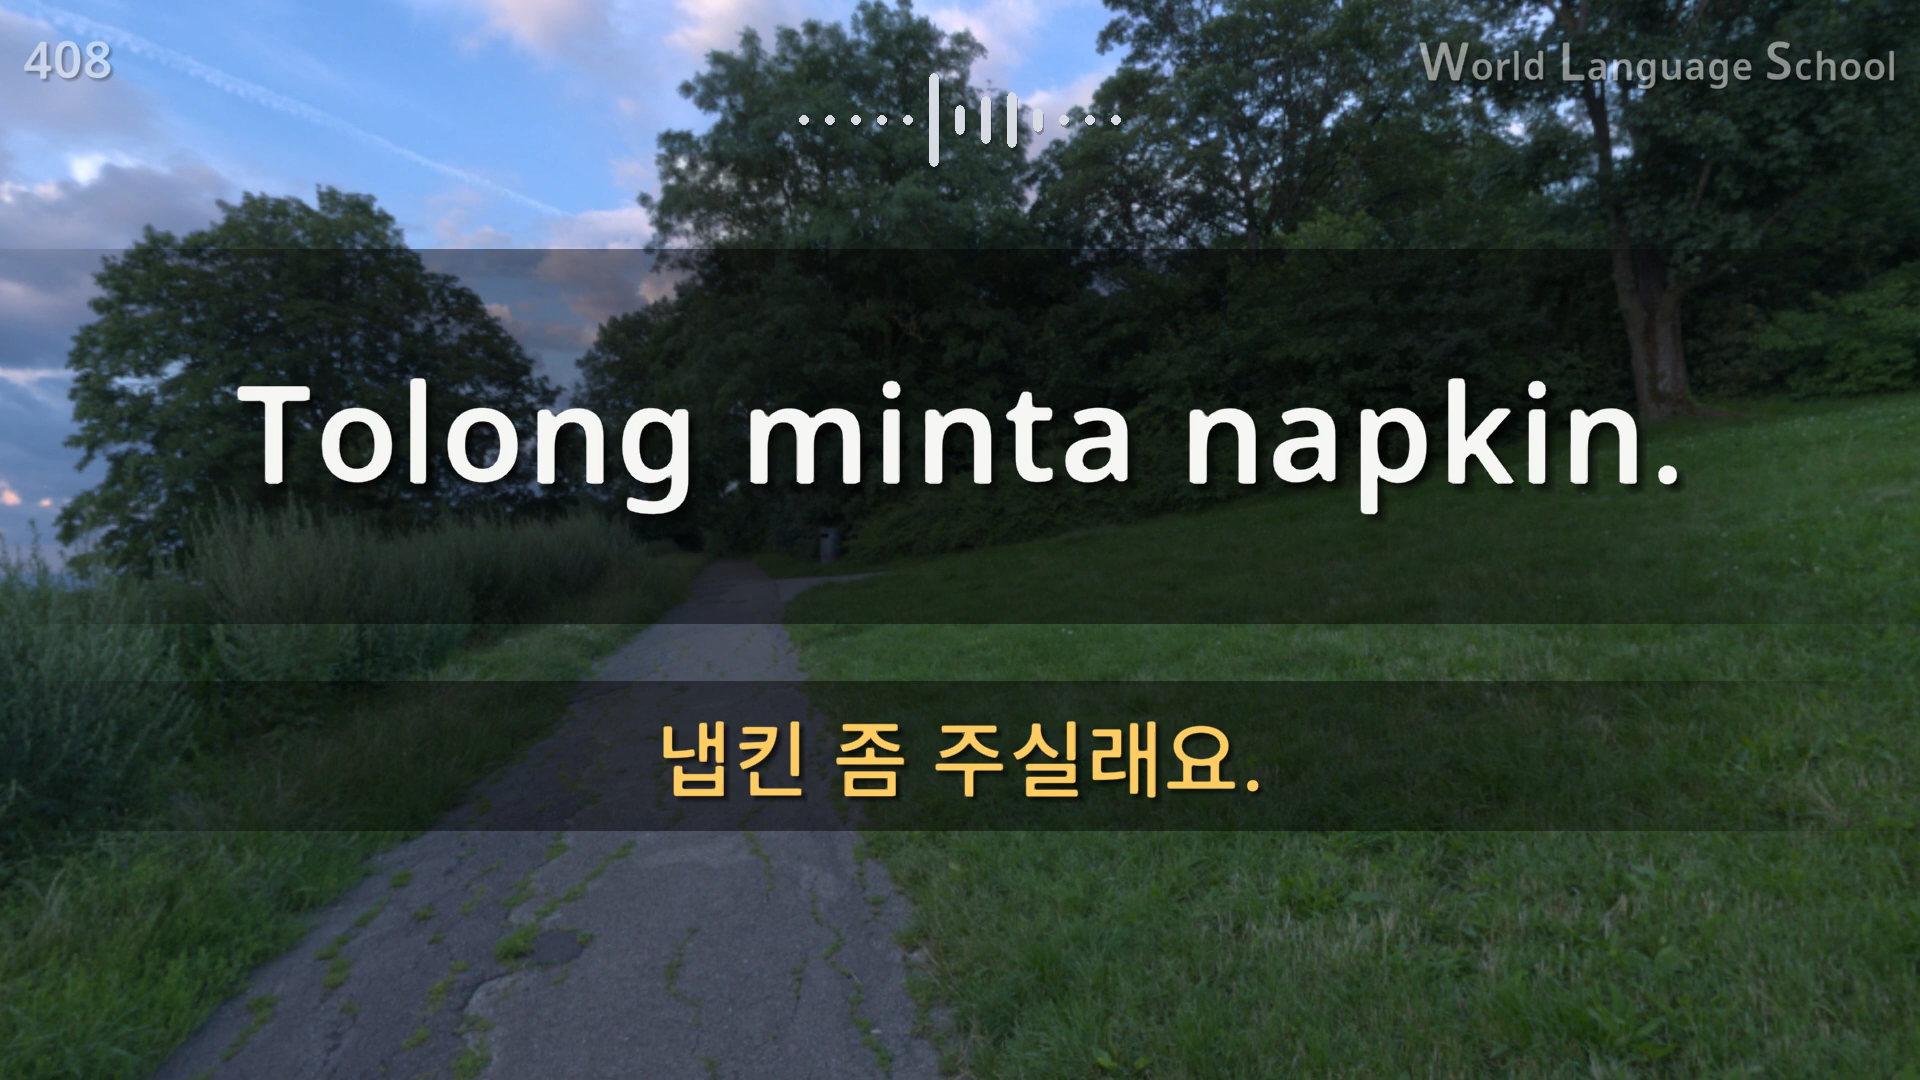 408
World Language School
Tolong minta napkin.
냅킨 좀 주실래요.